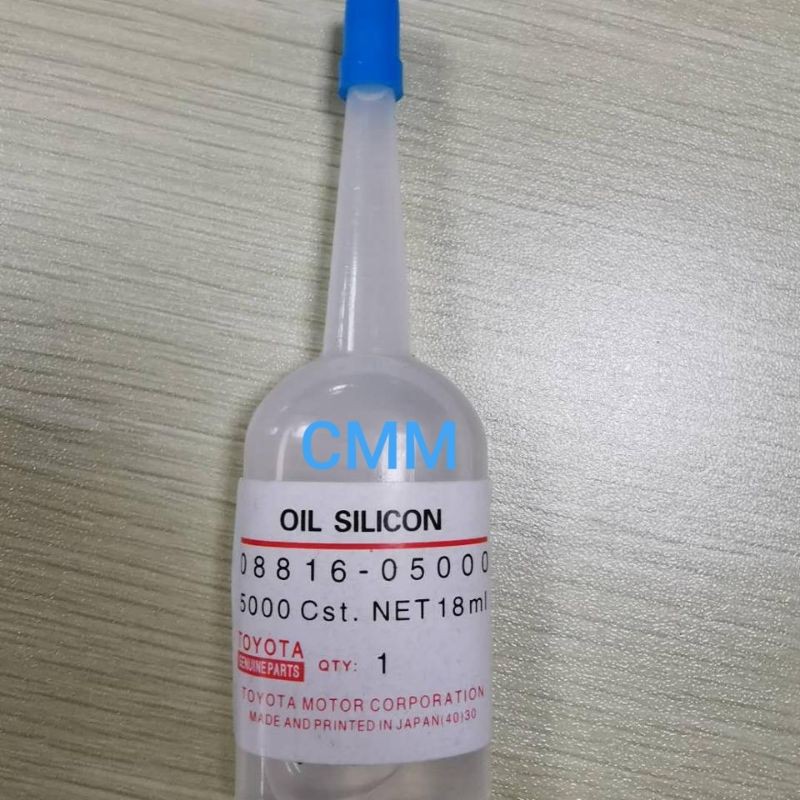 CMM
OIL SILICON
08816-05000
5000 Cst. NET 18ml
TOYOTA
GENUINE PARTS QTY: 1
TOYOTA MOTOR CORPORATION
MADE AND PRINTED IN JAPAN(40)30